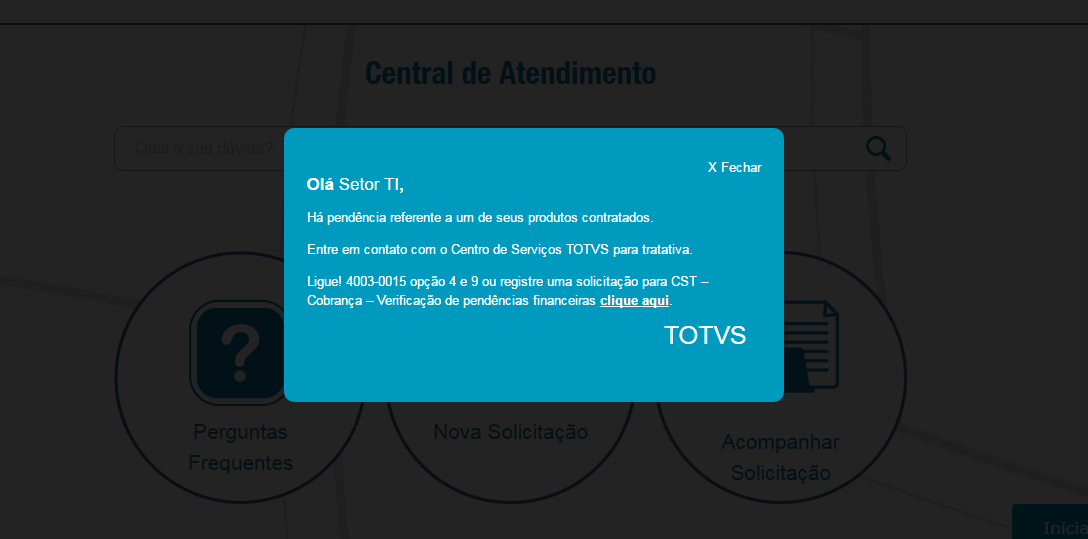 Central de Atendimento
Qual a sua dúvida?
X Fechar
Olá Setor TI,
Há pendência referente a um de seus produtos contratados.
Entre em contato com o Centro de Serviços TOTVS para tratativa.
Ligue! 4003-0015 opção 4 e 9 ou registre uma solicitação para CST –
Cobrança – Verificação de pendências financeiras clique aqui.
TOTVS
?
Perguntas
Frequentes
Nova Solicitação
Acompanhar
Solicitação